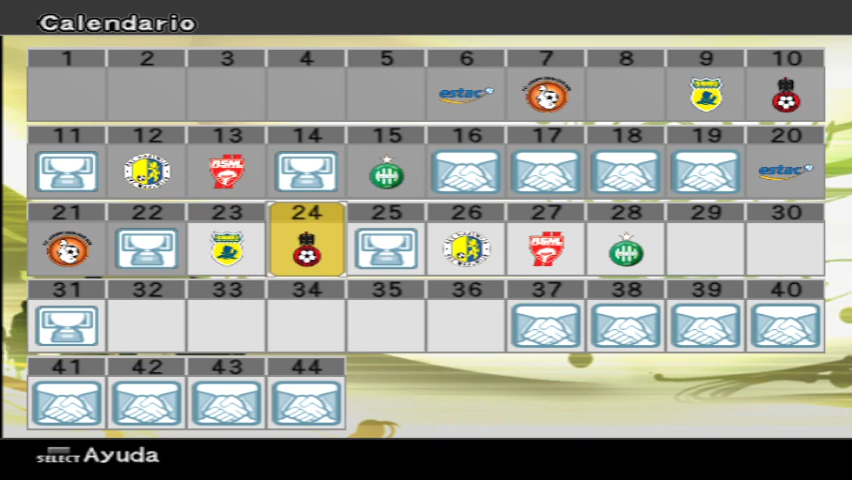 Calendario
1 2 3 4 5 6 7 8 9 10
estac
11 12 13 14 15 16 17 18 19 20
RSML estac
21 22 23 24 25 26 27 28 29 30
RSML
31 32 33 34 35 36 37 38 39 40
41 42 43 44
SELECT Ayuda